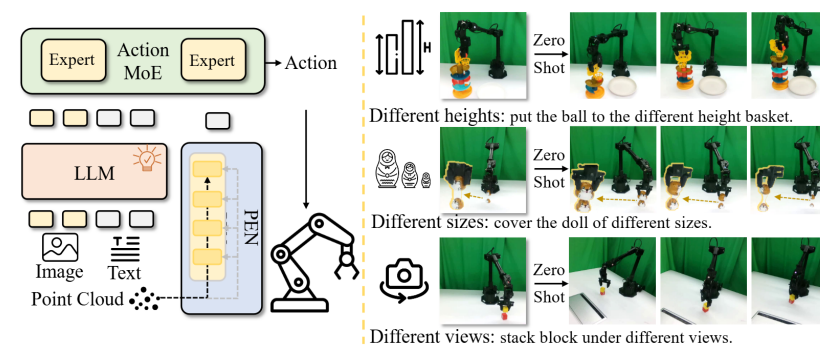 Expert
Action
MoE
Expert
Action
LLM
PEN
Image
Text
Point Cloud
H
Zero
Shot
Different heights: put the ball to the different height basket.
Zero
Shot
Different sizes: cover the doll of different sizes.
Zero
Shot
Different views: stack block under different views.